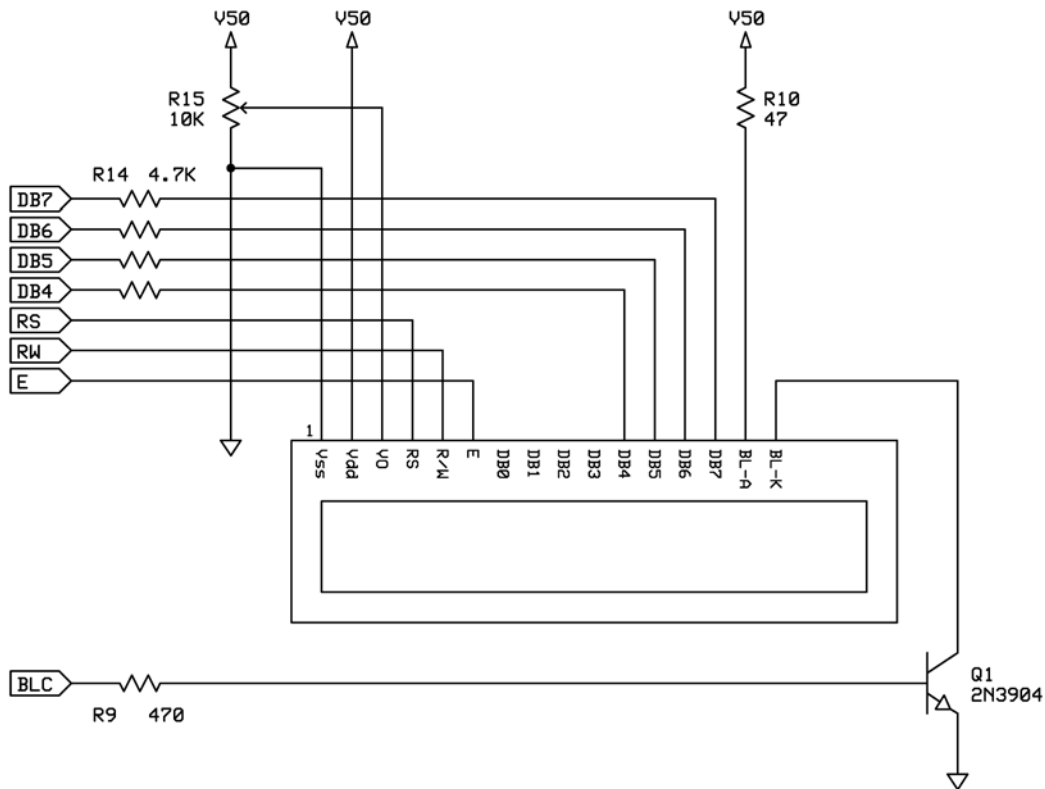 V50 V50 V50
R15
10K
R10
47
R14 4.7K
DB7
DB6
DB5
DB4
RS
RW
E
1
Vss Vdd VO RS R/W E DB0 DB1 DB2 DB3 DB4 DB5 DB6 DB7 BL-A BL-K
BLC
R9 470
Q1
2N3904